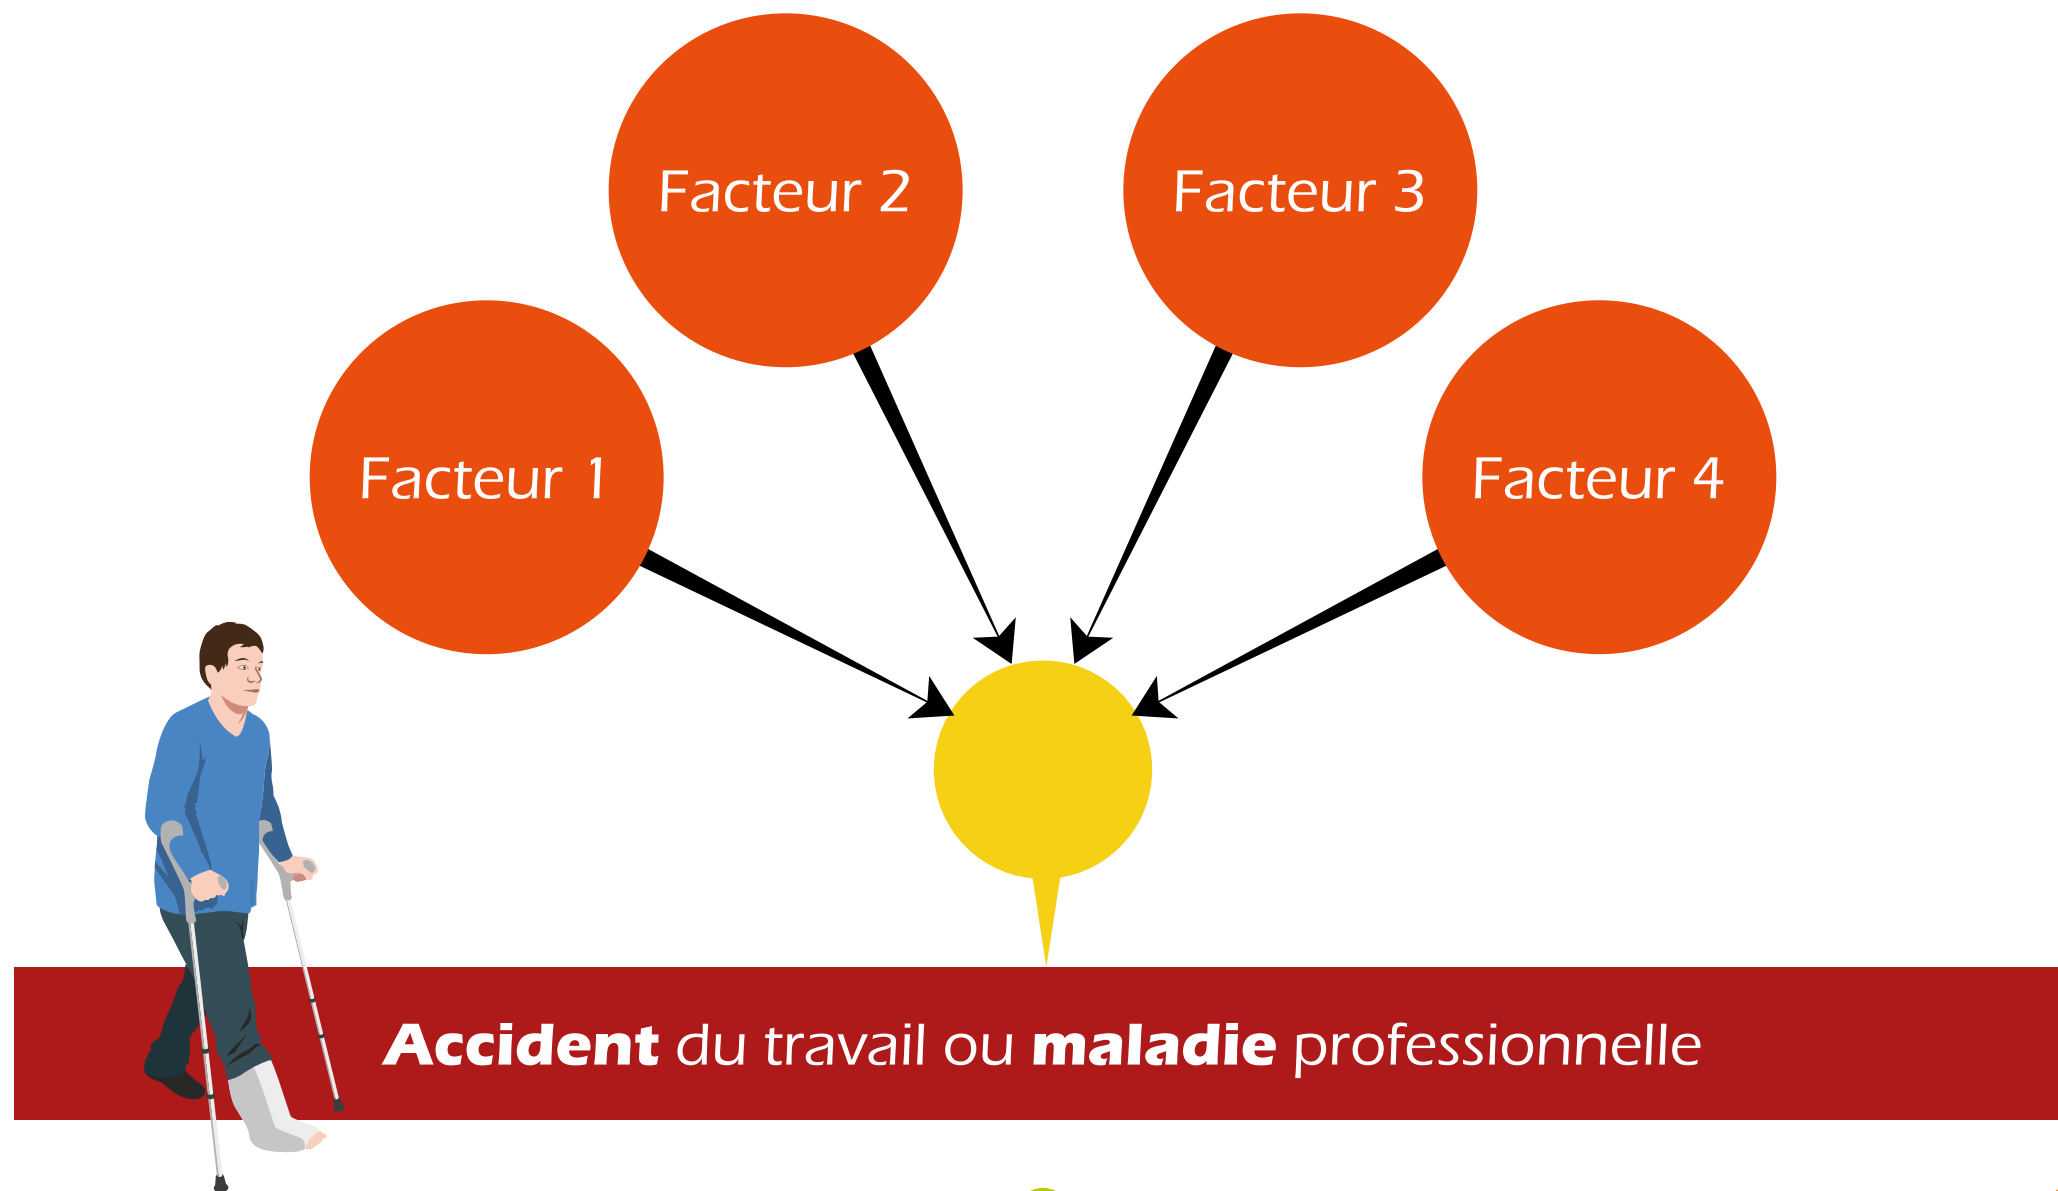 Facteur 2
Facteur 3
Facteur 1
Facteur 4
Accident du travail ou maladie professionnelle